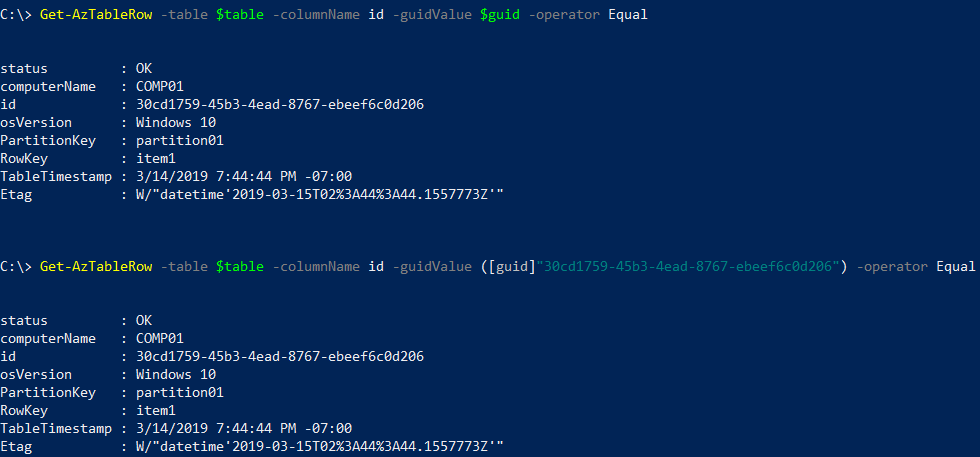 C:\> Get-AzTableRow -table $table -columnName id -guidValue $guid -operator Equal
status         : OK
computerName   : COMP01
id             : 30cd1759-45b3-4ead-8767-ebeef6c0d206
osVersion      : Windows 10
PartitionKey   : partition01
RowKey         : item1
TableTimestamp : 3/14/2019 7:44:44 PM -07:00
Etag           : W/"datetime'2019-03-15T02%3A44%3A44.1557773Z'"
C:\> Get-AzTableRow -table $table -columnName id -guidValue ([guid]"30cd1759-45b3-4ead-8767-ebeef6c0d206") -operator Equal
status         : OK
computerName   : COMP01
id             : 30cd1759-45b3-4ead-8767-ebeef6c0d206
osVersion      : Windows 10
PartitionKey   : partition01
RowKey         : item1
TableTimestamp : 3/14/2019 7:44:44 PM -07:00
Etag           : W/"datetime'2019-03-15T02%3A44%3A44.1557773Z'"